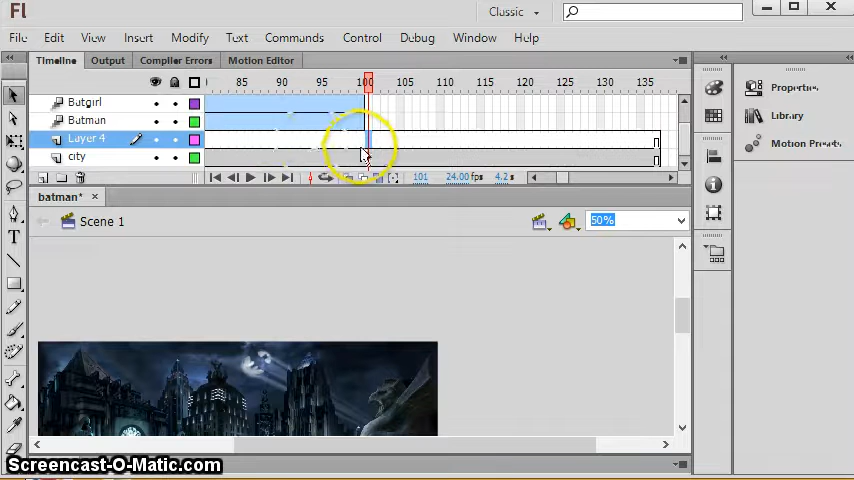 Fl
Classic
File Edit View Insert Modify Text Commands Control Debug Window Help
Timeline Output Compiler Errors Motion Editor
85 90 95 100 105 110 115 120 125 130 135
Batgirl
Batman
Layer 4
city
101 24.00 fps 4.2 s
batman*
Scene 1
50%
Properties
Library
Motion Presets
Screencast-O-Matic.com